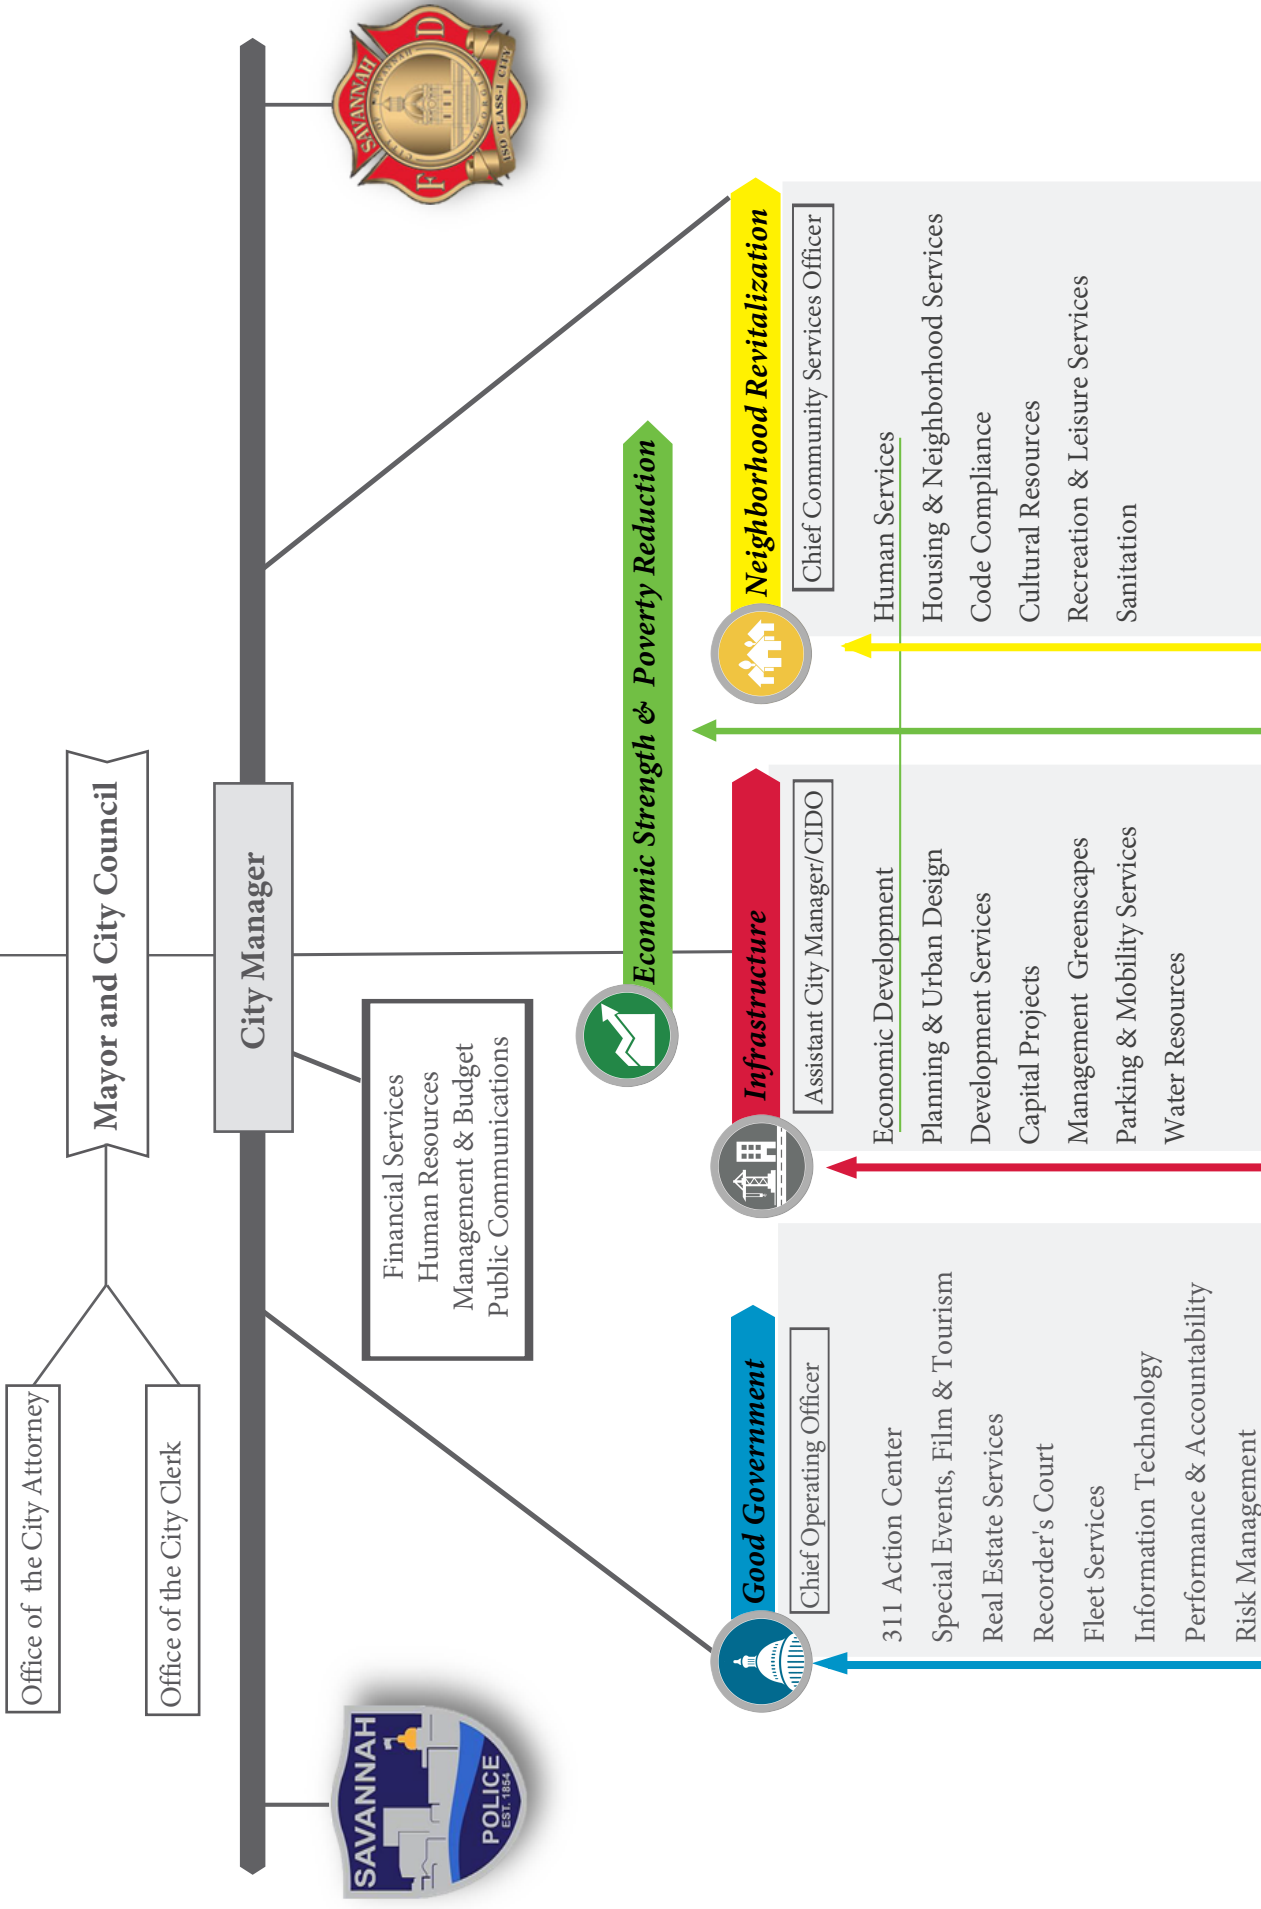 Office of the City Attorney
Office of the City Clerk
Mayor and City Council
City Manager
SAVANNAH
POLICE
EST. 1854
SAVANNAH
F D
CITY OF SAVANNAH
GEORGIA
ISO CLASS-1 CITY
Financial Services
Human Resources
Management & Budget
Public Communications
Economic Strength & Poverty Reduction
Good Government
Chief Operating Officer
311 Action Center
Special Events, Film & Tourism
Real Estate Services
Recorder's Court
Fleet Services
Information Technology
Performance & Accountability
Risk Management
Infrastructure
Assistant City Manager/CIDO
Economic Development
Planning & Urban Design
Development Services
Capital Projects
Management Greenscapes
Parking & Mobility Services
Water Resources
Neighborhood Revitalization
Chief Community Services Officer
Human Services
Housing & Neighborhood Services
Code Compliance
Cultural Resources
Recreation & Leisure Services
Sanitation